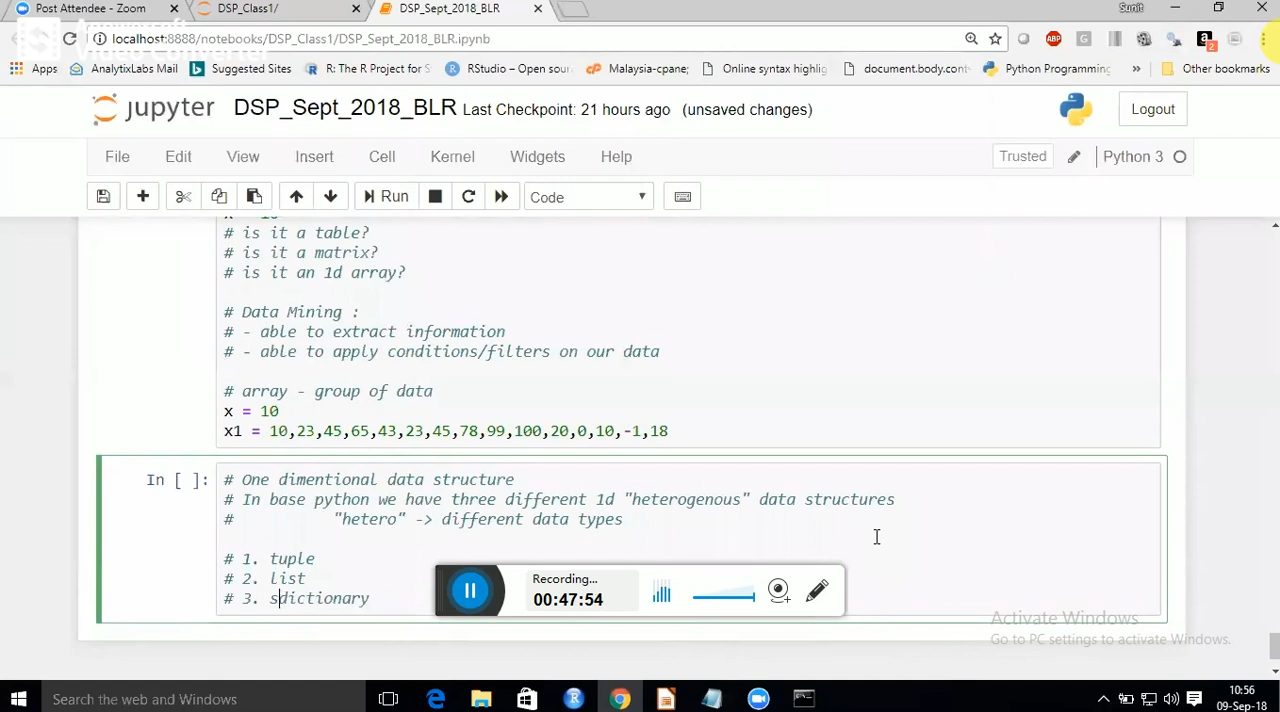 Post Attendee - Zoom
DSP_Class1/
DSP_Sept_2018_BLR
Sunit
localhost:8888/notebooks/DSP_Class1/DSP_Sept_2018_BLR.ipynb
ABP
G
a
2
Video Converter
Apps
AnalytixLabs Mail
Suggested Sites
R: The R Project for S
RStudio – Open sour
Malaysia-cpane;
Online syntax highlig
document.body.cont
Python Programming
»
Other bookmarks
jupyter DSP_Sept_2018_BLR Last Checkpoint: 21 hours ago (unsaved changes)
Logout
File Edit View Insert Cell Kernel Widgets Help
Trusted
Python 3
Run
Code
# is it a table?
# is it a matrix?
# is it an 1d array?
# Data Mining :
# - able to extract information
# - able to apply conditions/filters on our data
# array - group of data
x = 10
x1 = 10,23,45,65,43,23,45,78,99,100,20,0,10,-1,18
In [ ]:
# One dimentional data structure
# In base python we have three different 1d "heterogenous" data structures
# "hetero" -> different data types
# 1. tuple
# 2. list
# 3. sdictionary
Recording...
00:47:54
Activate Windows
Go to PC settings to activate Windows.
Search the web and Windows
10:56
09-Sep-18